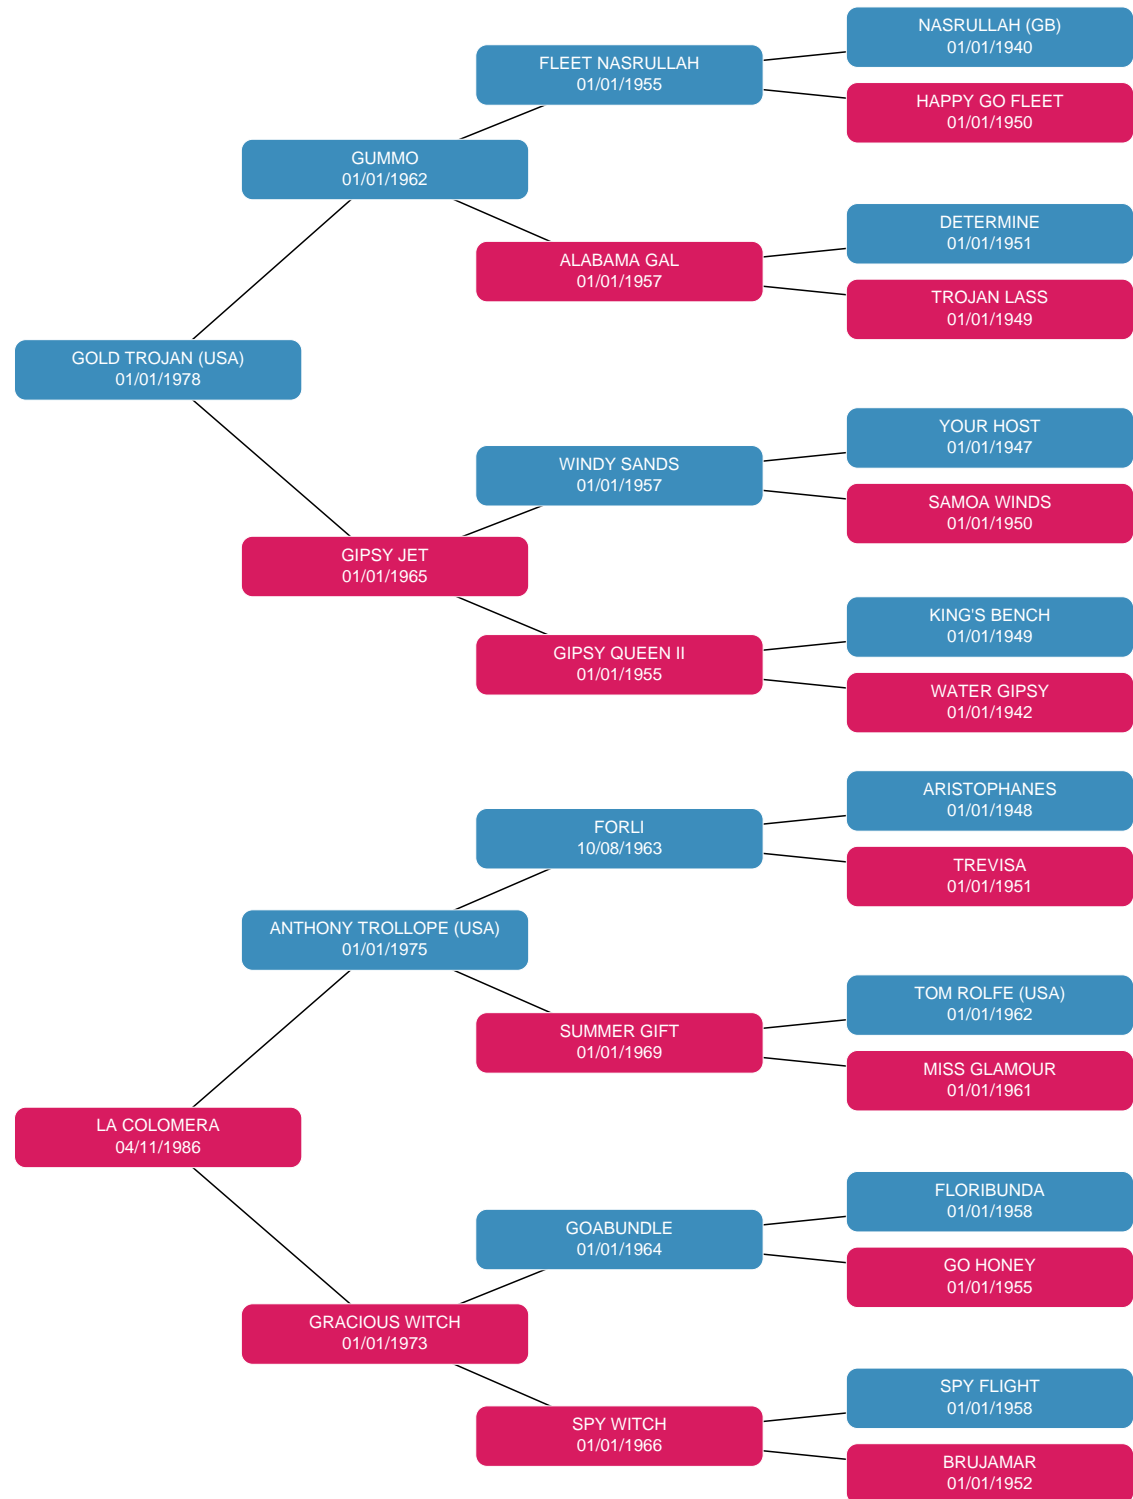 NASRULLAH (GB)
01/01/1940
FLEET NASRULLAH
01/01/1955
HAPPY GO FLEET
01/01/1950
GUMMO
01/01/1962
DETERMINE
01/01/1951
ALABAMA GAL
01/01/1957
TROJAN LASS
01/01/1949
GOLD TROJAN (USA)
01/01/1978
YOUR HOST
01/01/1947
WINDY SANDS
01/01/1957
SAMOA WINDS
01/01/1950
GIPSY JET
01/01/1965
KING'S BENCH
01/01/1949
GIPSY QUEEN II
01/01/1955
WATER GIPSY
01/01/1942
ARISTOPHANES
01/01/1948
FORLI
10/08/1963
TREVISA
01/01/1951
ANTHONY TROLLOPE (USA)
01/01/1975
TOM ROLFE (USA)
01/01/1962
SUMMER GIFT
01/01/1969
MISS GLAMOUR
01/01/1961
LA COLOMERA
04/11/1986
FLORIBUNDA
01/01/1958
GOABUNDLE
01/01/1964
GO HONEY
01/01/1955
GRACIOUS WITCH
01/01/1973
SPY FLIGHT
01/01/1958
SPY WITCH
01/01/1966
BRUJAMAR
01/01/1952